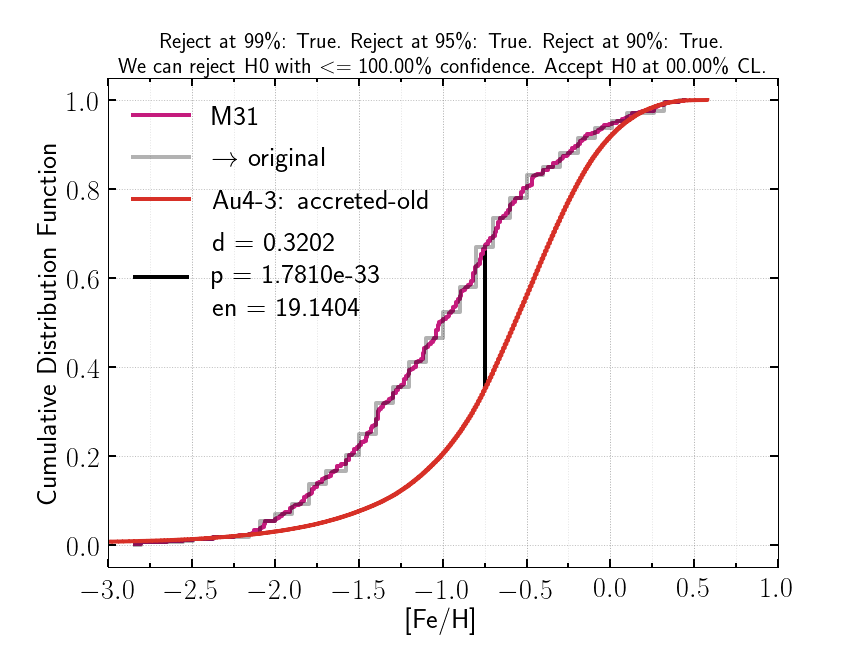 Reject at 99%: True. Reject at 95%: True. Reject at 90%: True.
We can reject H0 with <= 100.00% confidence. Accept H0 at 00.00% CL.
Cumulative Distribution Function
1.0
0.8
0.6
0.4
0.2
0.0
M31
→ original
Au4-3: accreted-old
d = 0.3202
p = 1.7810e-33
en = 19.1404
−3.0 −2.5 −2.0 −1.5 −1.0 −0.5 0.0 0.5 1.0
[Fe/H]